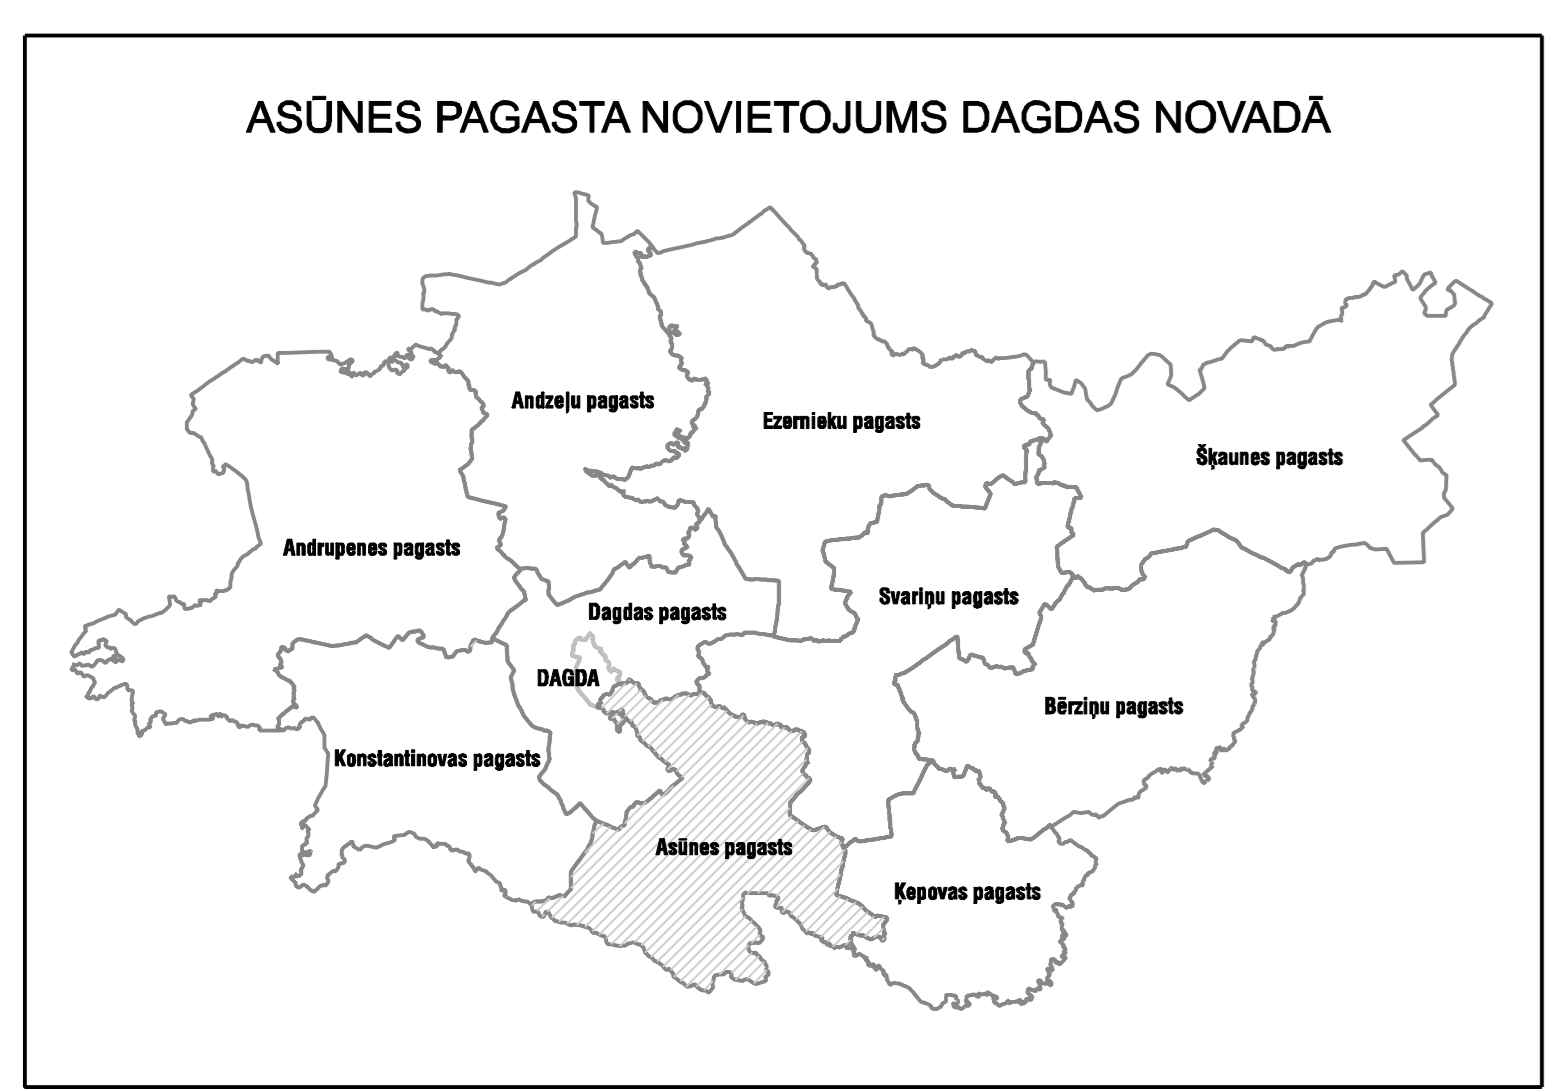 ASŪNES PAGASTA NOVIETOJUMS DAGDAS NOVADĀ
Andzeļu pagasts
Ezernieku pagasts
Šķaunes pagasts
Andrupenes pagasts
Svariņu pagasts
Dagdas pagasts
DAGDA
Bērziņu pagasts
Konstantinovas pagasts
Asūnes pagasts
Ķepovas pagasts